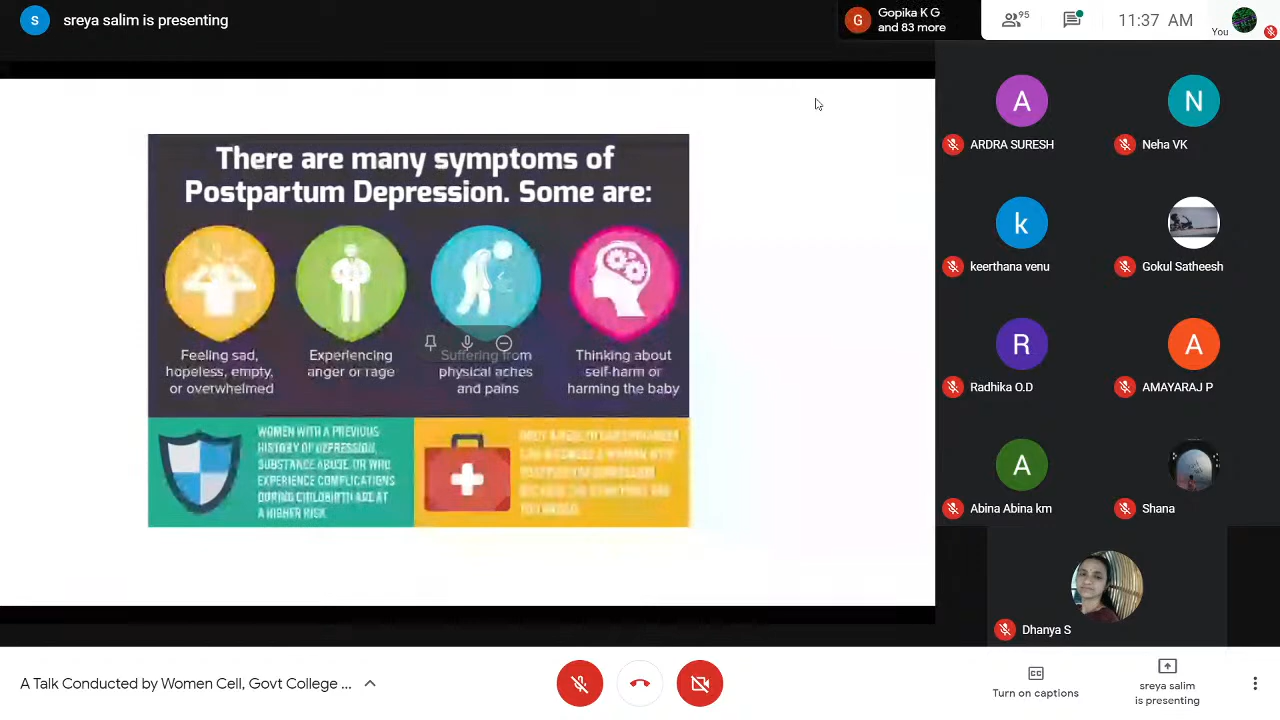 S
sreya salim is presenting
G
Gopika K G
and 83 more
95
11:37 AM
You
There are many symptoms of
Postpartum Depression. Some are:
Feeling sad,
hopeless, empty,
or overwhelmed
Experiencing
anger or rage
Suffering from
physical aches
and pains
Thinking about
self-harm or
harming the baby
WOMEN WITH A PREVIOUS
HISTORY OF DEPRESSION,
SUBSTANCE ABUSE, OR WHO
EXPERIENCE COMPLICATIONS
DURING CHILDBIRTH ARE AT
A HIGHER RISK
A
ARDRA SURESH
N
Neha VK
k
keerthana venu
Gokul Satheesh
R
Radhika O.D
A
AMAYARAJ P
A
Abina Abina km
Shana
Dhanya S
A Talk Conducted by Women Cell, Govt College ...
Turn on captions
sreya salim
is presenting